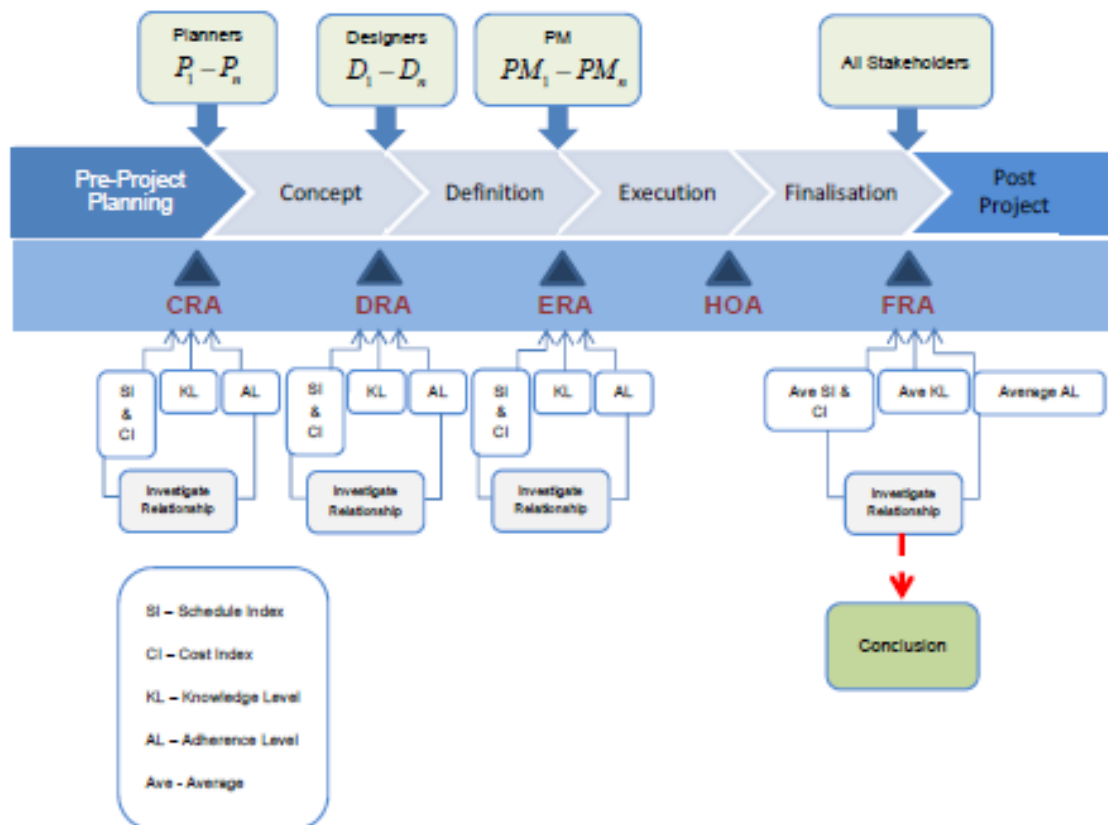 Planners
P₁ – Pₙ
Designers
D₁ – Dₙ
PM
PM₁ – PMₙ
All Stakeholders
Pre-Project
Planning
Concept
Definition
Execution
Finalisation
Post
Project
CRA
DRA
ERA
HOA
FRA
SI
&
CI
KL
AL
Investigate
Relationship
SI
&
CI
KL
AL
Investigate
Relationship
SI
&
CI
KL
AL
Investigate
Relationship
Ave SI &
CI
Ave KL
Average AL
Investigate
Relationship
Conclusion
SI – Schedule Index
CI – Cost Index
KL – Knowledge Level
AL – Adherence Level
Ave - Average